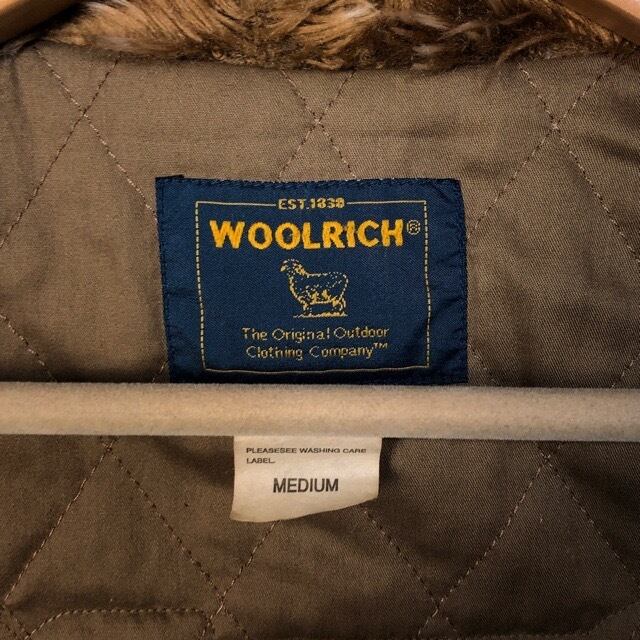 EST.1830
WOOLRICH®
The Original Outdoor
Clothing Company™
PLEASESEE WASHING CARE
LABEL.
MEDIUM